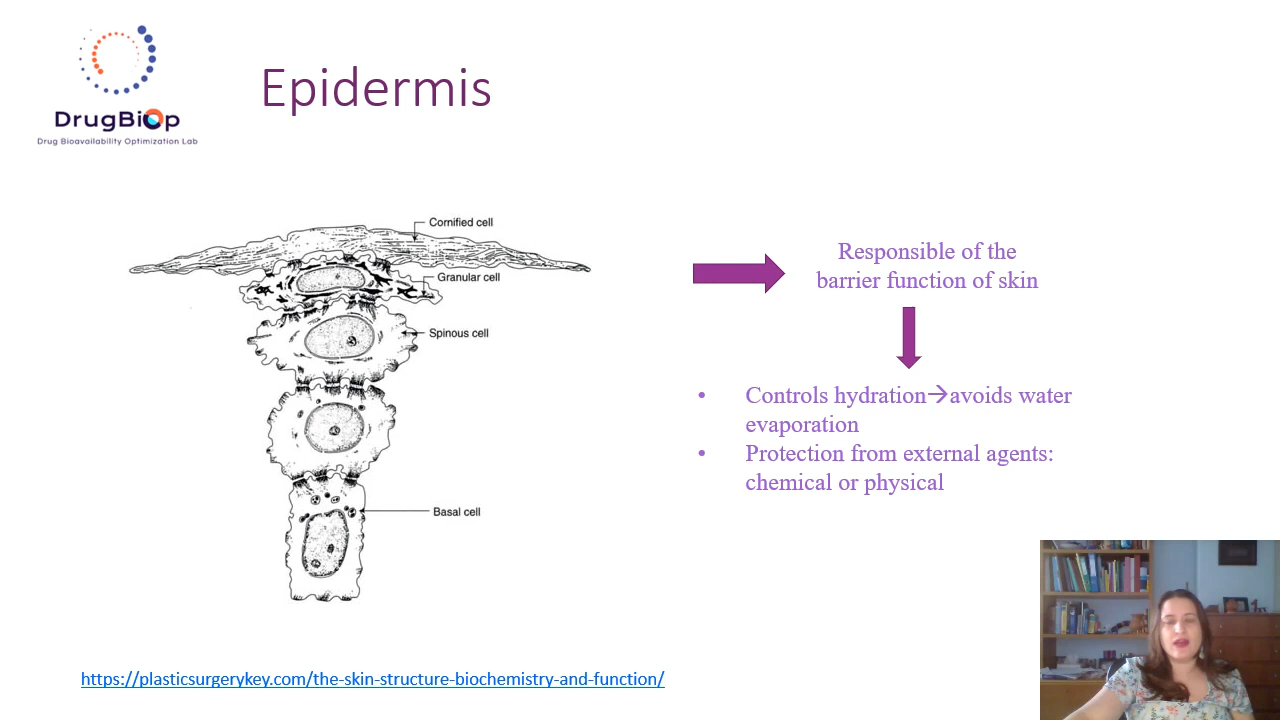 DrugBiOp
Drug Bioavailability Optimization Lab
Epidermis
Cornified cell
Granular cell
Spinous cell
Basal cell
Responsible of the
barrier function of skin
• Controls hydration→avoids water
evaporation
• Protection from external agents:
chemical or physical
https://plasticsurgerykey.com/the-skin-structure-biochemistry-and-function/